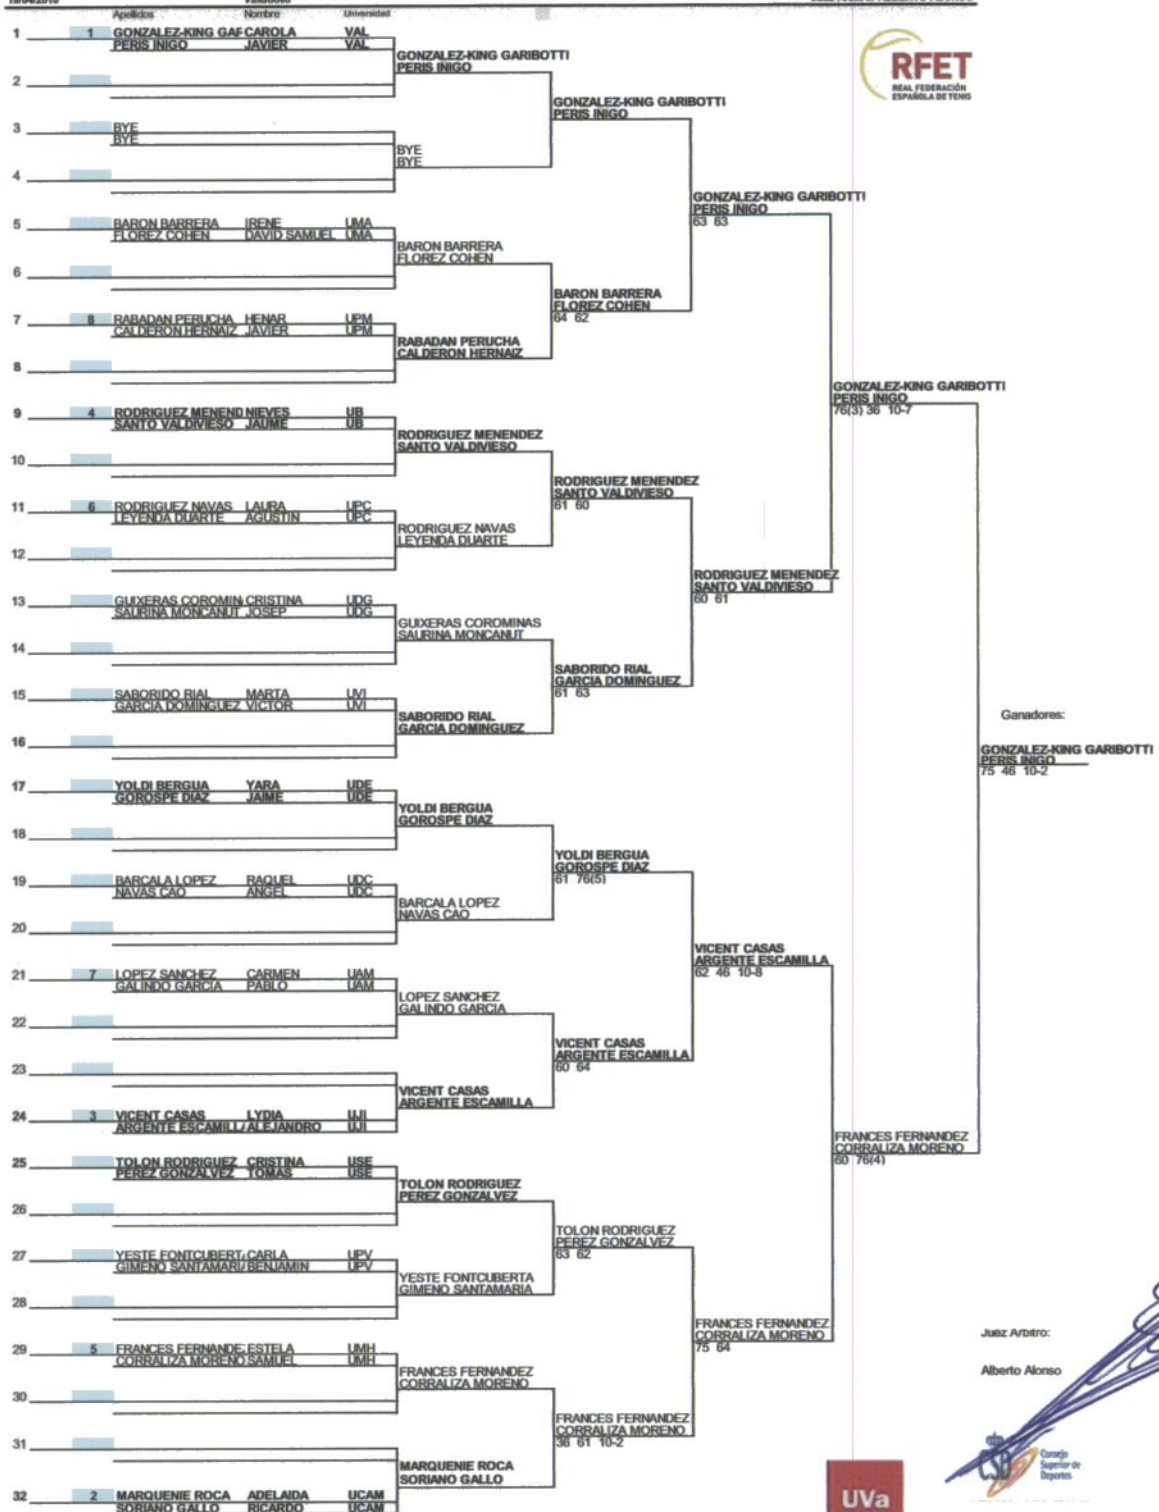 Apellidos Nombre Universidad
1 1 GONZALEZ-KING GAF CAROLA VAL
PERIS IÑIGO JAVIER VAL
GONZALEZ-KING GARIBOTTI
PERIS IÑIGO
2
GONZALEZ-KING GARIBOTTI
PERIS IÑIGO
3 BYE
BYE
BYE
BYE
4
GONZALEZ-KING GARIBOTTI
PERIS IÑIGO
63 63
5 BARON BARRERA IRENE UMA
FLOREZ COHEN DAVID SAMUEL UMA
BARON BARRERA
FLOREZ COHEN
6
BARON BARRERA
FLOREZ COHEN
64 62
7 8 RABADAN PERUCHA HENAR UPM
CALDERON HERNAIZ JAVIER UPM
RABADAN PERUCHA
CALDERON HERNAIZ
8
GONZALEZ-KING GARIBOTTI
PERIS IÑIGO
76(3) 36 10-7
9 4 RODRIGUEZ MENEND NIEVES UB
SANTO VALDIVIESO JAUME UB
RODRIGUEZ MENENDEZ
SANTO VALDIVIESO
10
RODRIGUEZ MENENDEZ
SANTO VALDIVIESO
61 60
11 6 RODRIGUEZ NAVAS LAURA UPC
LEYENDA DUARTE AGUSTIN UPC
RODRIGUEZ NAVAS
LEYENDA DUARTE
12
RODRIGUEZ MENENDEZ
SANTO VALDIVIESO
60 61
13 GUIXERAS COROMIN CRISTINA UDG
SAURINA MONCANUT JOSEP UDG
GUIXERAS COROMINAS
SAURINA MONCANUT
14
SABORIDO RIAL
GARCIA DOMINGUEZ
61 63
15 SABORIDO RIAL MARTA UVI
GARCIA DOMINGUEZ VICTOR UVI
SABORIDO RIAL
GARCIA DOMINGUEZ
16
Ganadores:
GONZALEZ-KING GARIBOTTI
PERIS IÑIGO
75 46 10-2
17 YOLDI BERGUA YARA UDE
GOROSPE DIAZ JAIME UDE
YOLDI BERGUA
GOROSPE DIAZ
18
YOLDI BERGUA
GOROSPE DIAZ
61 76(5)
19 BARCALA LOPEZ RAQUEL UDC
NAVAS CAO ANGEL UDC
BARCALA LOPEZ
NAVAS CAO
20
VICENT CASAS
ARGENTE ESCAMILLA
62 46 10-8
21 7 LOPEZ SANCHEZ CARMEN UAM
GALINDO GARCIA PABLO UAM
LOPEZ SANCHEZ
GALINDO GARCIA
22
VICENT CASAS
ARGENTE ESCAMILLA
60 64
23
VICENT CASAS
ARGENTE ESCAMILLA
24 3 VICENT CASAS LYDIA UJI
ARGENTE ESCAMILL ALEJANDRO UJI
FRANCES FERNANDEZ
CORRALIZA MORENO
60 76(4)
25 TOLON RODRIGUEZ CRISTINA USE
PEREZ GONZALVEZ TOMAS USE
TOLON RODRIGUEZ
PEREZ GONZALVEZ
26
TOLON RODRIGUEZ
PEREZ GONZALVEZ
63 62
27 YESTE FONTCUBERT CARLA UPV
GIMENO SANTAMARI BENJAMIN UPV
YESTE FONTCUBERTA
GIMENO SANTAMARIA
28
FRANCES FERNANDEZ
CORRALIZA MORENO
75 64
29 5 FRANCES FERNANDE ESTELA UMH
CORRALIZA MORENO SAMUEL UMH
FRANCES FERNANDEZ
CORRALIZA MORENO
30
FRANCES FERNANDEZ
CORRALIZA MORENO
36 61 10-2
31
MARQUENIE ROCA
SORIANO GALLO
32 2 MARQUENIE ROCA ADELAIDA UCAM
SORIANO GALLO RICARDO UCAM
RFET
REAL FEDERACIÓN
ESPAÑOLA DE TENIS
Juez Arbitro:
Alberto Alonso
CSD
Consejo
Superior de
Deportes
UVa